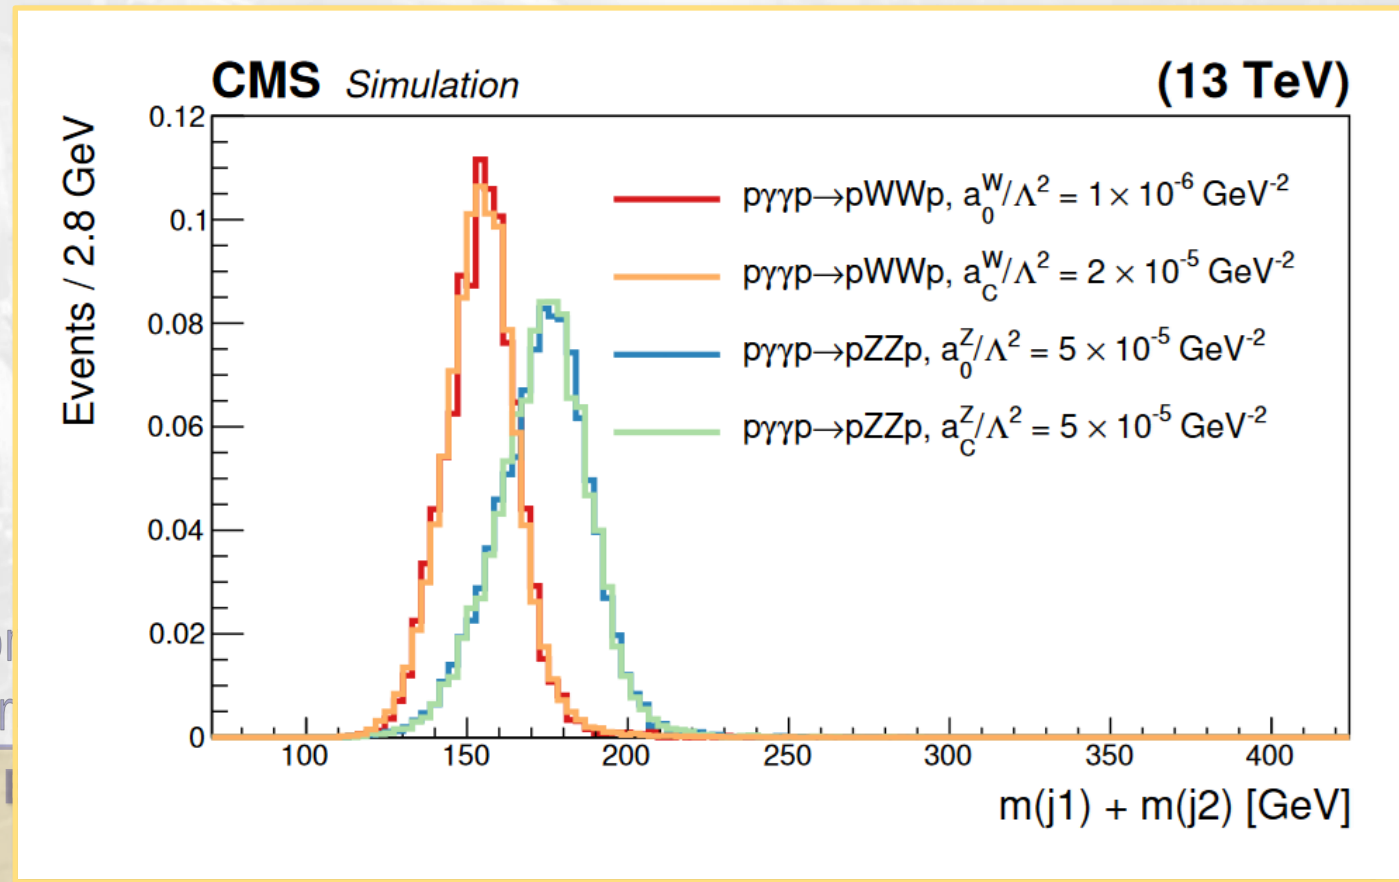 CMS Simulation (13 TeV)
Events / 2.8 GeV
0.12
0.1
0.08
0.06
0.04
0.02
0
pγγp→pWWp, a₀ᵂ/Λ² = 1 × 10⁻⁶ GeV⁻²
pγγp→pWWp, a_Cᵂ/Λ² = 2 × 10⁻⁵ GeV⁻²
pγγp→pZZp, a₀ᶻ/Λ² = 5 × 10⁻⁵ GeV⁻²
pγγp→pZZp, a_Cᶻ/Λ² = 5 × 10⁻⁵ GeV⁻²
100 150 200 250 300 350 400
m(j1) + m(j2) [GeV]